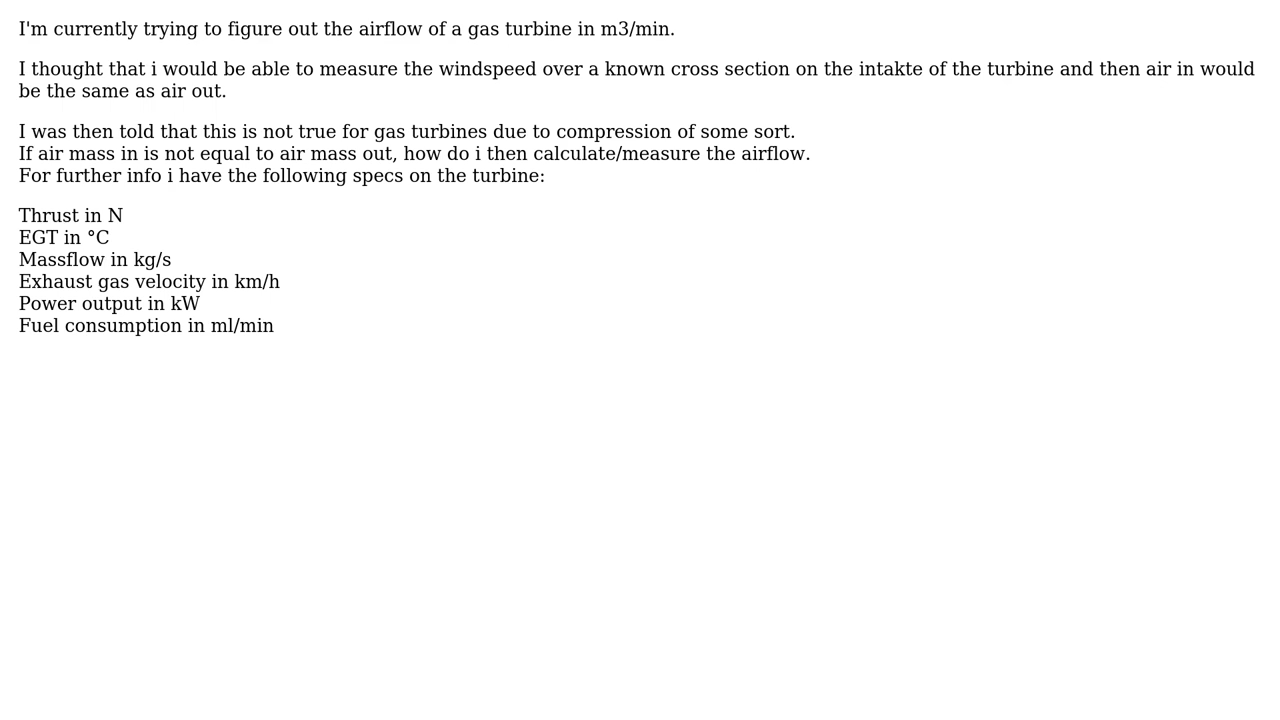 I'm currently trying to figure out the airflow of a gas turbine in m3/min.
I thought that i would be able to measure the windspeed over a known cross section on the intakte of the turbine and then air in would
be the same as air out.
I was then told that this is not true for gas turbines due to compression of some sort.
If air mass in is not equal to air mass out, how do i then calculate/measure the airflow.
For further info i have the following specs on the turbine:
Thrust in N
EGT in °C
Massflow in kg/s
Exhaust gas velocity in km/h
Power output in kW
Fuel consumption in ml/min